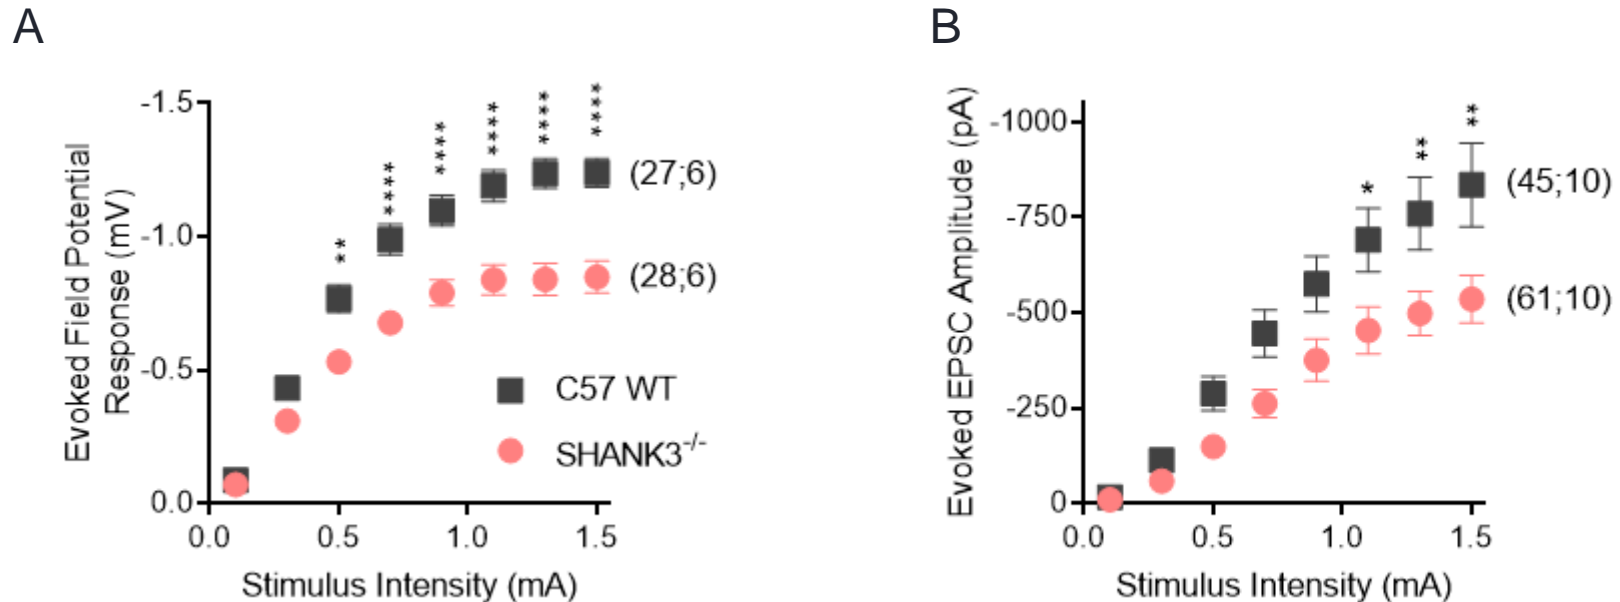 A
B
Evoked Field Potential
Response (mV)
-1.5
-1.0
-0.5
0.0
**
****
****
****
****
****
(27;6)
(28;6)
C57 WT
SHANK3-/-
0.0 0.5 1.0 1.5
Stimulus Intensity (mA)
Evoked EPSC Amplitude (pA)
-1000
-750
-500
-250
0
*
**
**
(45;10)
(61;10)
0.0 0.5 1.0 1.5
Stimulus Intensity (mA)